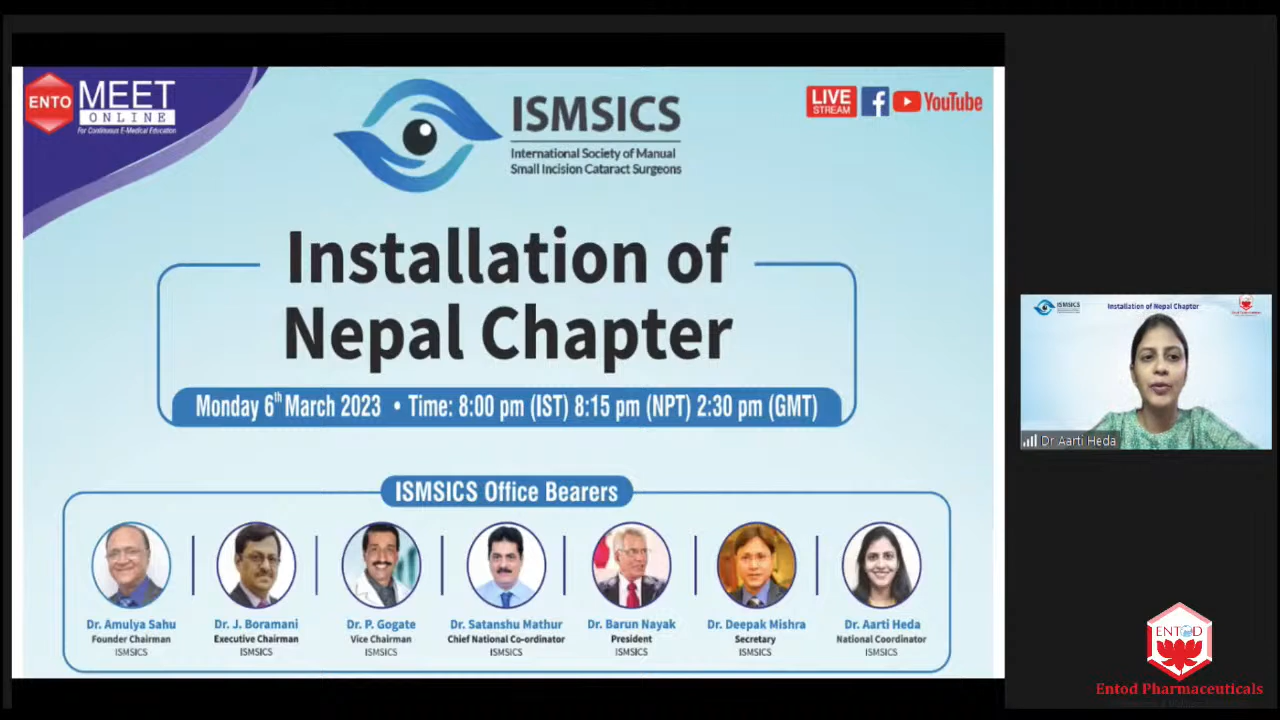 ENTO MEET
ONLINE
For Continuous E-Medical Education
ISMSICS
International Society of Manual
Small Incision Cataract Surgeons
LIVE
STREAM
YouTube
Installation of
Nepal Chapter
Monday 6th March 2023 • Time: 8:00 pm (IST) 8:15 pm (NPT) 2:30 pm (GMT)
ISMSICS Office Bearers
Dr. Amulya Sahu
Founder Chairman
ISMSICS
Dr. J. Boramani
Executive Chairman
ISMSICS
Dr. P. Gogate
Vice Chairman
ISMSICS
Dr. Satanshu Mathur
Chief National Co-ordinator
ISMSICS
Dr. Barun Nayak
President
ISMSICS
Dr. Deepak Mishra
Secretary
ISMSICS
Dr. Aarti Heda
National Coordinator
ISMSICS
ISMSICS
Installation of Nepal Chapter
Dr Aarti Heda
ENTOD
Entod Pharmaceuticals